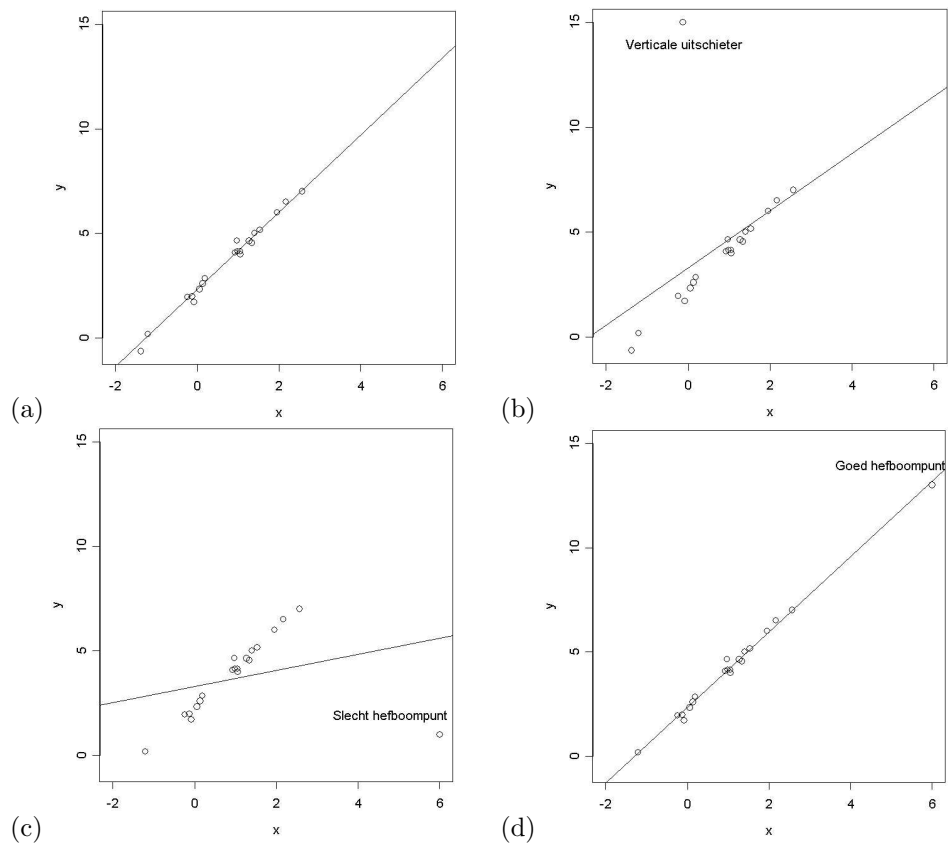 15
10
5
0
y
-2 0 2 4 6
x
(a)
Verticale uitschieter
15
10
5
0
y
-2 0 2 4 6
x
(b)
15
10
5
0
y
Slecht hefboompunt
-2 0 2 4 6
x
(c)
Goed hefboompunt
15
10
5
0
y
-2 0 2 4 6
x
(d)